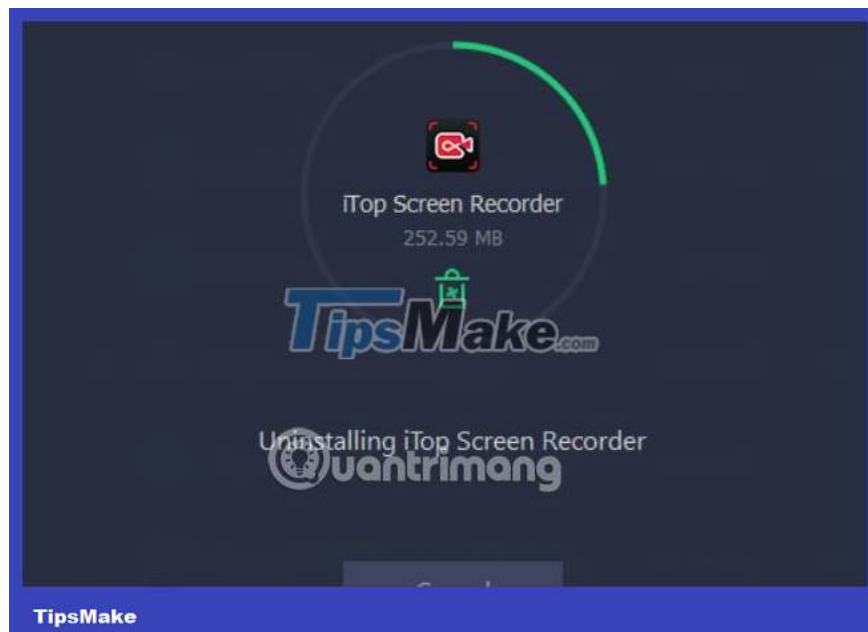 iTop Screen Recorder
252.59 MB
TipsMake.com
Uninstalling iTop Screen Recorder
Quantrimang
TipsMake